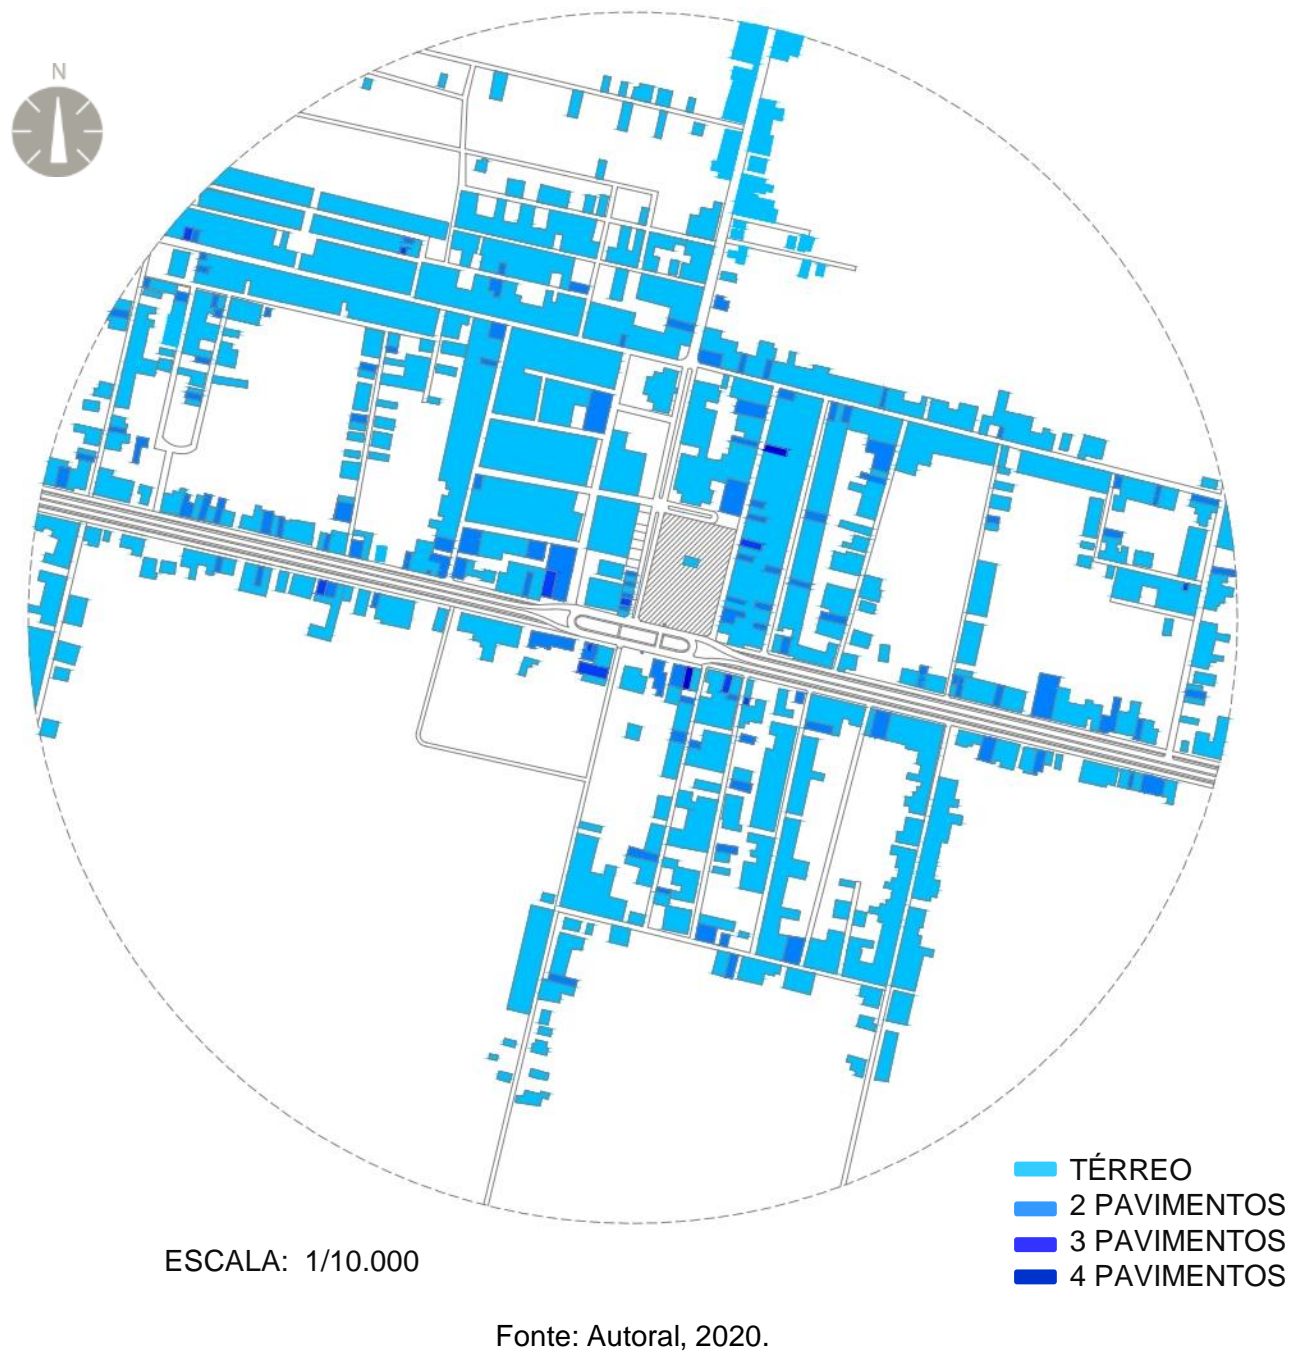 N
TÉRREO
2 PAVIMENTOS
3 PAVIMENTOS
4 PAVIMENTOS
ESCALA: 1/10.000
Fonte: Autoral, 2020.